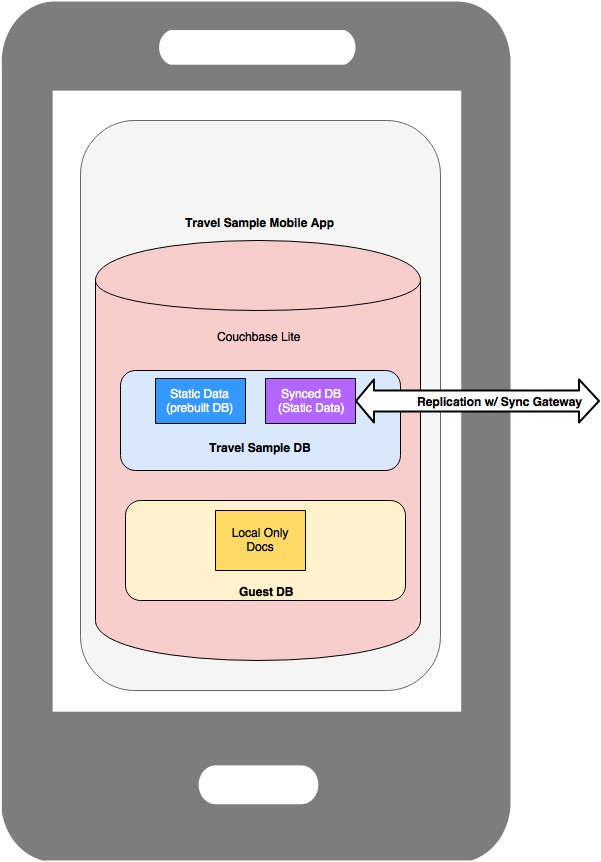 Travel Sample Mobile App
Couchbase Lite
Static Data
(prebuilt DB)
Synced DB
(Static Data)
Replication w/ Sync Gateway
Travel Sample DB
Local Only
Docs
Guest DB